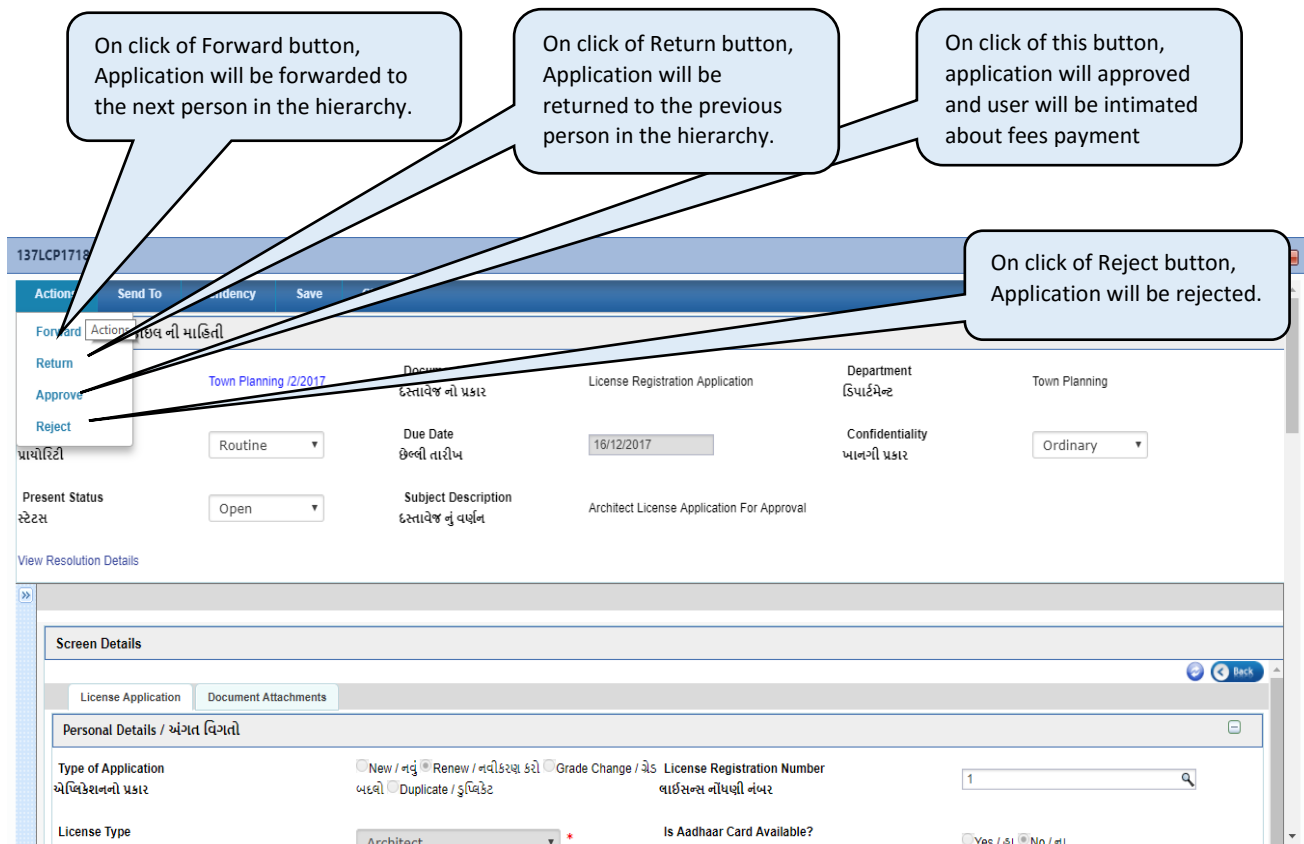 On click of Forward button,
Application will be forwarded to
the next person in the hierarchy.
On click of Return button,
Application will be
returned to the previous
person in the hierarchy.
On click of this button,
application will approved
and user will be intimated
about fees payment
On click of Reject button,
Application will be rejected.
137LCP1718
Actions Send To Save
Forward Actions ની માહિતી
Return
Approve
Reject
Town Planning /2/2017
દસ્તાવેજ નો પ્રકાર
License Registration Application
Department
ડિપાર્ટમેન્ટ
Town Planning
પ્રાયોરિટી
Routine
Due Date
છેલ્લી તારીખ
16/12/2017
Confidentiality
ખાનગી પ્રકાર
Ordinary
Present Status
સ્ટેટસ
Open
Subject Description
દસ્તાવેજ નું વર્ણન
Architect License Application For Approval
View Resolution Details
Screen Details
Back
License Application Document Attachments
Personal Details / અંગત વિગતો
Type of Application
એપ્લિકેશનનો પ્રકાર
New / નવું Renew / નવીકરણ કરો Grade Change / ગ્રેડ
બદલો Duplicate / ડુપ્લિકેટ
License Registration Number
લાઈસન્સ નોંધણી નંબર
1
License Type
Architect *
Is Aadhaar Card Available?
Yes / હા No / ના